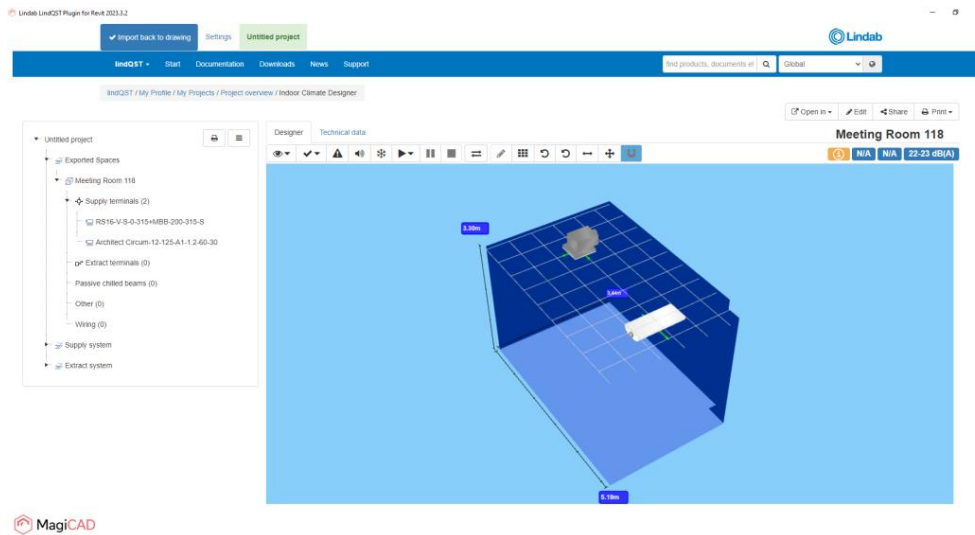 Lindab LindQST Plugin for Revit 2023.3.2
Import back to drawing Settings Untitled project
Lindab
lindQST Start Documentation Downloads News Support
find products, documents et Global
lindQST / My Profile / My Projects / Project overview / Indoor Climate Designer
Open in Edit Share Print
Untitled project
Exported Spaces
Meeting Room 118
Supply terminals (2)
RS16-V-S-0-315+MBB-200-315-S
Architect Circum-12-125-A1-1.2-60-30
Extract terminals (0)
Passive chilled beams (0)
Other (0)
Wiring (0)
Supply system
Extract system
Designer Technical data
Meeting Room 118
N/A N/A 22-23 dB(A)
3.30m
5.19m
MagiCAD